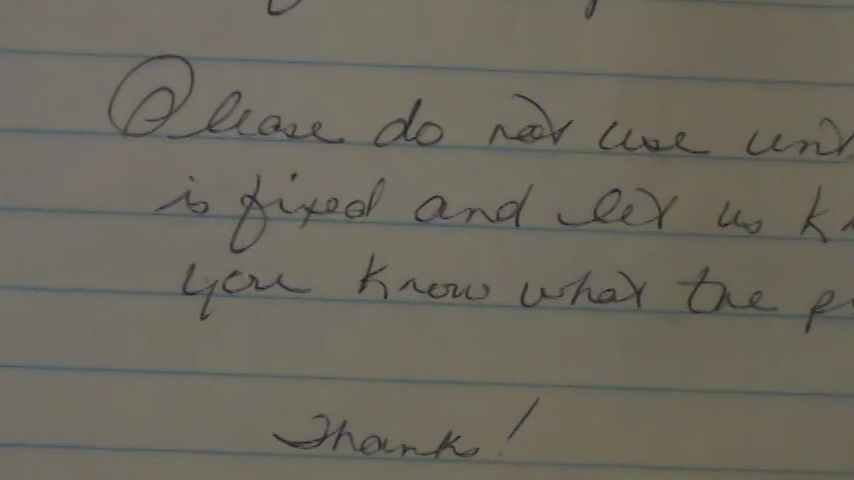 Please do not use
is fixed and let us
you know what the
Thanks!